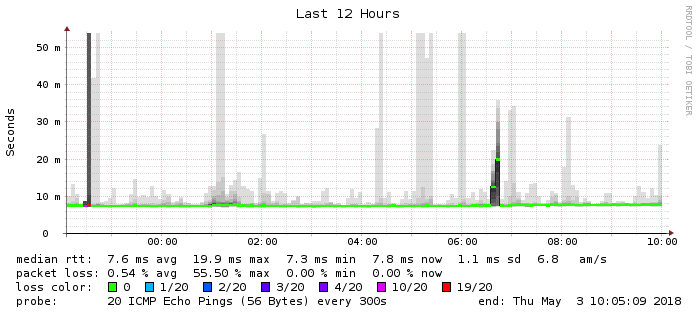 Last 12 Hours
RRDTOOL / TOBI OETIKER
Seconds
50 m
40 m
30 m
20 m
10 m
0
00:00 02:00 04:00 06:00 08:00 10:00
median rtt: 7.6 ms avg 19.9 ms max 7.3 ms min 7.8 ms now 1.1 ms sd 6.8 am/s
packet loss: 0.54 % avg 55.50 % max 0.00 % min 0.00 % now
loss color: 0 1/20 2/20 3/20 4/20 10/20 19/20
probe: 20 ICMP Echo Pings (56 Bytes) every 300s end: Thu May 3 10:05:09 2018